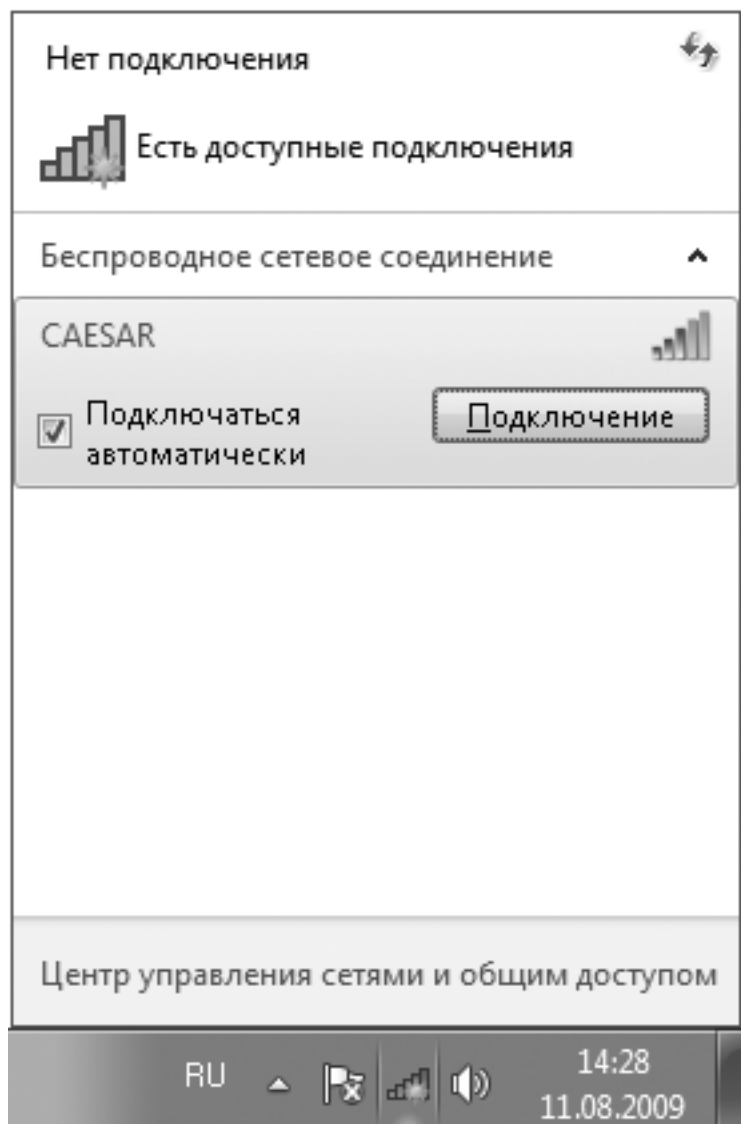 Нет подключения
Есть доступные подключения
Беспроводное сетевое соединение
CAESAR
Подключаться
автоматически
Подключение
Центр управления сетями и общим доступом
RU
14:28
11.08.2009